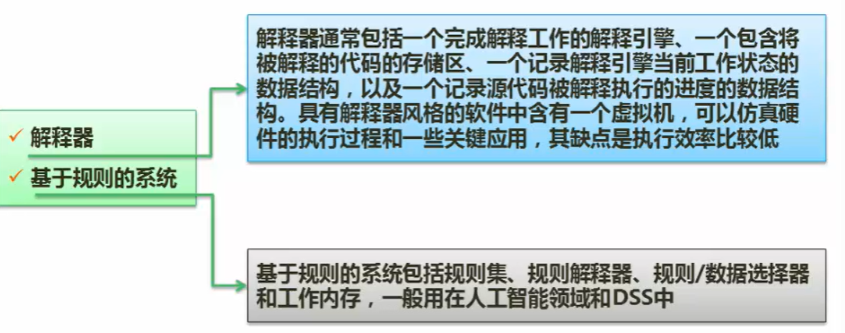 解释器通常包括一个完成解释工作的解释引擎、一个包含将
被解释的代码的存储区、一个记录解释引擎当前工作状态的
数据结构，以及一个记录源代码被解释执行的进度的数据结
构。具有解释器风格的软件中含有一个虚拟机，可以仿真硬
件的执行过程和一些关键应用，其缺点是执行效率比较低
解释器
基于规则的系统
基于规则的系统包括规则集、规则解释器、规则/数据选择器
和工作内存，一般用在人工智能领域和DSS中